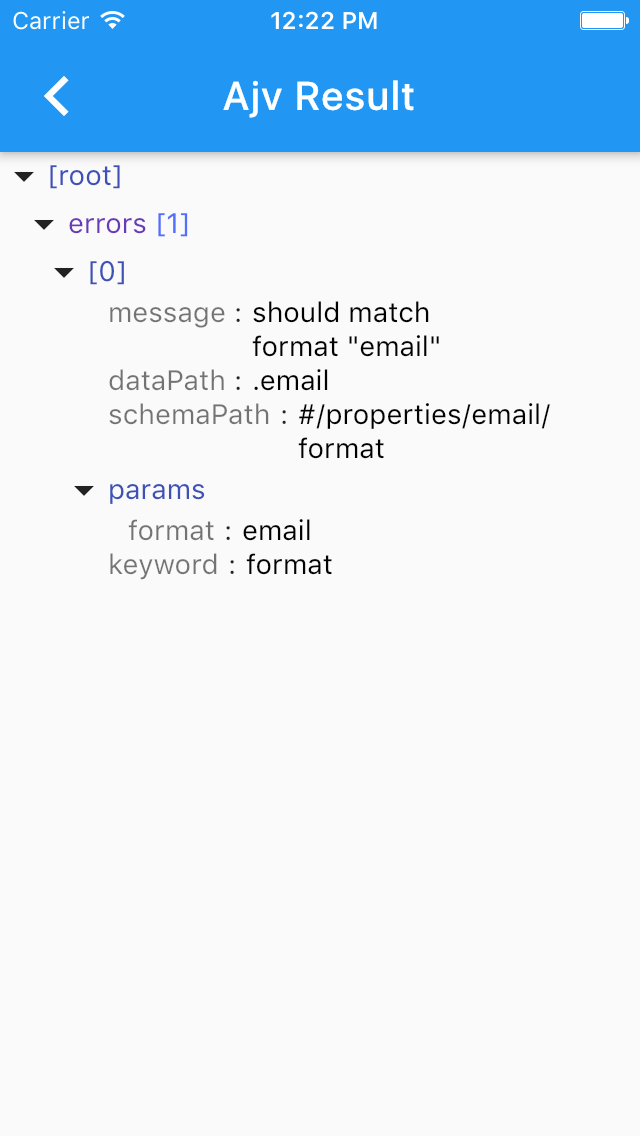 Carrier 12:22 PM
Ajv Result
[root]
errors [1]
[0]
message : should match
format "email"
dataPath : .email
schemaPath : #/properties/email/
format
params
format : email
keyword : format